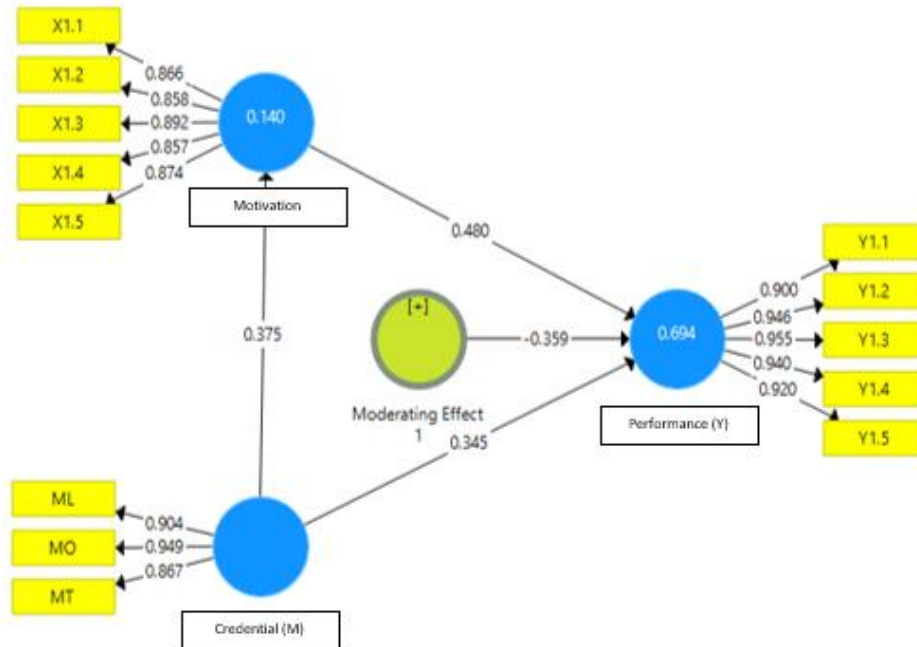 X1.1
X1.2
X1.3
X1.4
X1.5
0.866
0.858
0.892
0.857
0.874
0.140
Motivation
0.480
0.375
[+]
-0.359
Moderating Effect
1
0.345
0.694
Performance (Y)
0.900
0.946
0.955
0.940
0.920
Y1.1
Y1.2
Y1.3
Y1.4
Y1.5
ML
MO
MT
0.904
0.949
0.867
Credential (M)